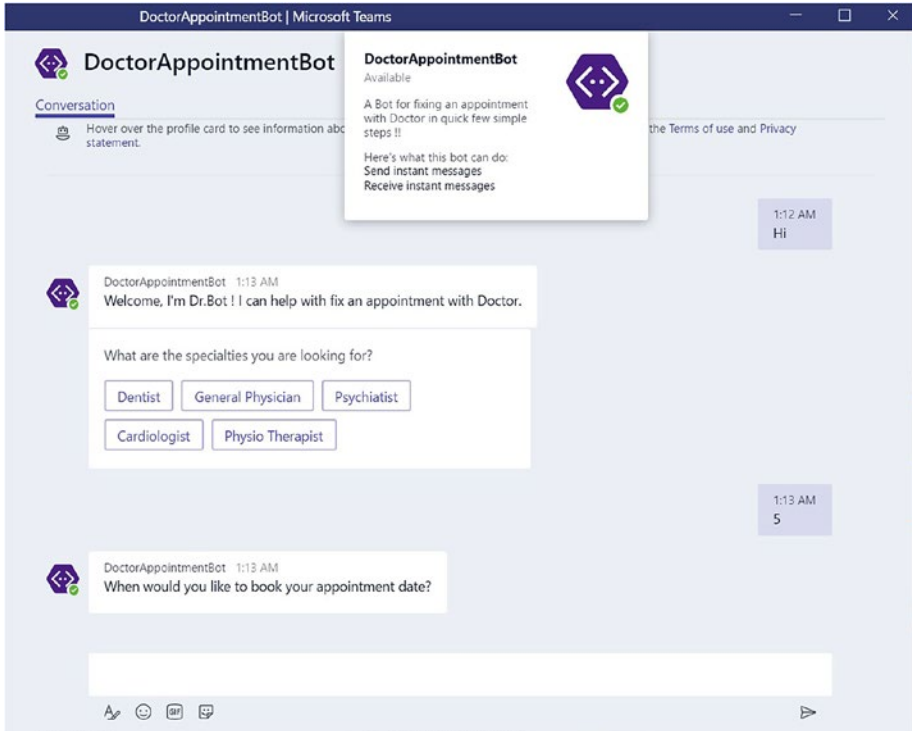 DoctorAppointmentBot | Microsoft Teams
DoctorAppointmentBot
Conversation
Hover over the profile card to see information abo
the Terms of use and Privacy
statement.
DoctorAppointmentBot
Available
A Bot for fixing an appointment
with Doctor in quick few simple
steps !!
Here's what this bot can do:
Send instant messages
Receive instant messages
1:12 AM
Hi
DoctorAppointmentBot 1:13 AM
Welcome, I'm Dr.Bot ! I can help with fix an appointment with Doctor.
What are the specialties you are looking for?
Dentist
General Physician
Psychiatist
Cardiologist
Physio Therapist
1:13 AM
5
DoctorAppointmentBot 1:13 AM
When would you like to book your appointment date?
GIF